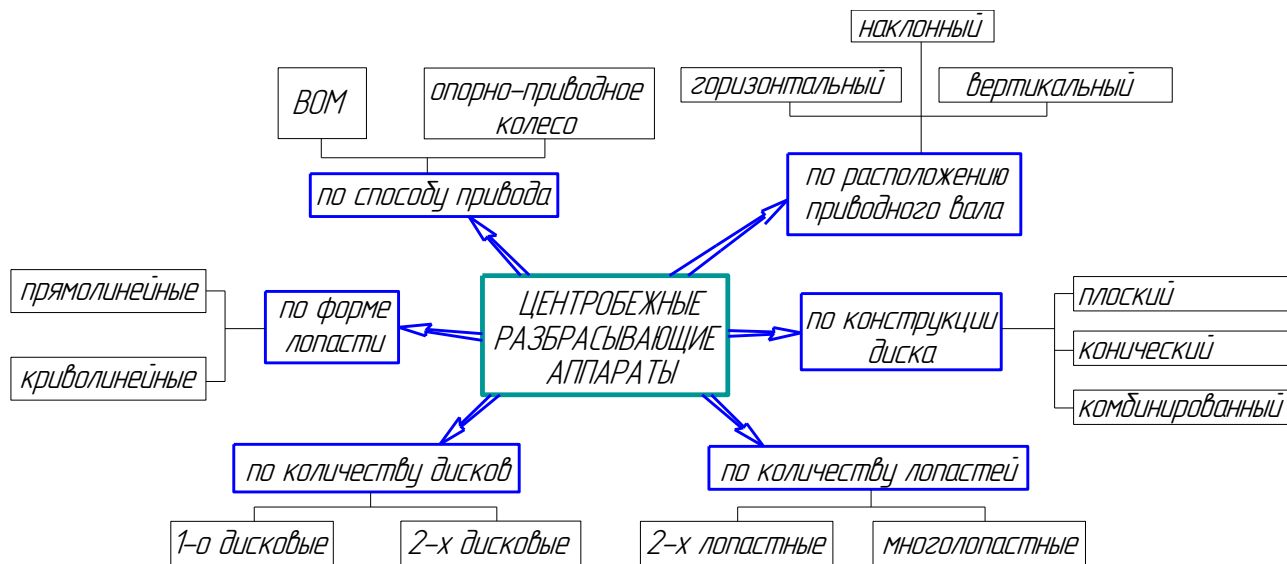 наклонный
ВОМ
опорно-приводное
колесо
горизонтальный
вертикальный
по способу привода
по расположению
приводного вала
прямолинейные
криволинейные
по форме
лопасти
ЦЕНТРОБЕЖНЫЕ
РАЗБРАСЫВАЮЩИЕ
АППАРАТЫ
по конструкции
диска
плоский
конический
комбинированный
по количеству дисков
по количеству лопастей
1-о дисковые
2-х дисковые
2-х лопастные
многолопастные